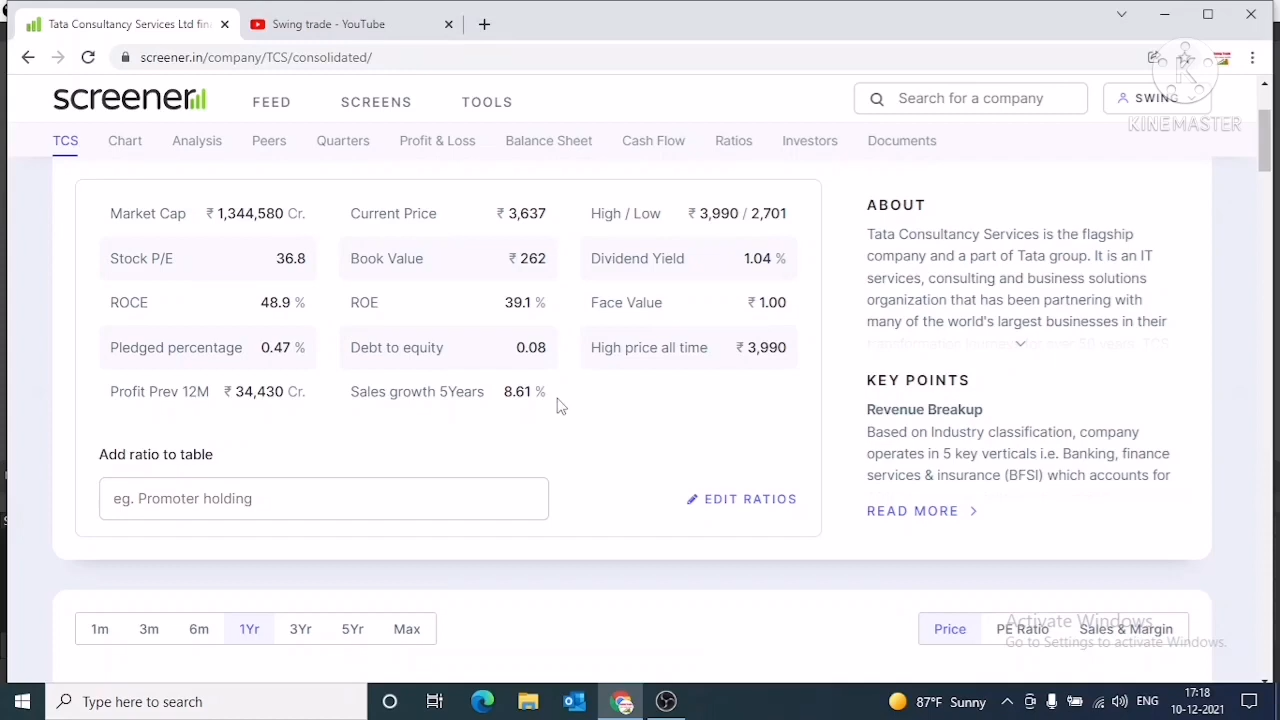 Tata Consultancy Services Ltd fin
Swing trade - YouTube
screener.in/company/TCS/consolidated/
screener
FEED SCREENS TOOLS
Search for a company
SWING
KINEMASTER
TCS Chart Analysis Peers Quarters Profit & Loss Balance Sheet Cash Flow Ratios Investors Documents
Market Cap ₹ 1,344,580 Cr. Current Price ₹ 3,637 High / Low ₹ 3,990 / 2,701
Stock P/E 36.8 Book Value ₹ 262 Dividend Yield 1.04 %
ROCE 48.9 % ROE 39.1 % Face Value ₹ 1.00
Pledged percentage 0.47 % Debt to equity 0.08 High price all time ₹ 3,990
Profit Prev 12M ₹ 34,430 Cr. Sales growth 5Years 8.61 %
Add ratio to table
eg. Promoter holding
EDIT RATIOS
ABOUT
Tata Consultancy Services is the flagship
company and a part of Tata group. It is an IT
services, consulting and business solutions
organization that has been partnering with
many of the world's largest businesses in their
KEY POINTS
Revenue Breakup
Based on Industry classification, company
operates in 5 key verticals i.e. Banking, finance
services & insurance (BFSI) which accounts for
READ MORE
1m 3m 6m 1Yr 3Yr 5Yr Max
Price PE Ratio Sales & Margin
Activate Windows
Go to Settings to activate Windows.
Type here to search
87°F Sunny
ENG
17:18
10-12-2021